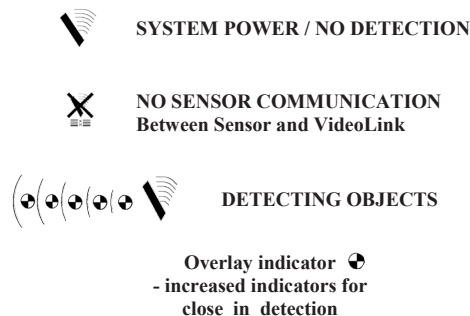 SYSTEM POWER / NO DETECTION
NO SENSOR COMMUNICATION
Between Sensor and VideoLink
DETECTING OBJECTS
Overlay indicator
- increased indicators for
close in detection